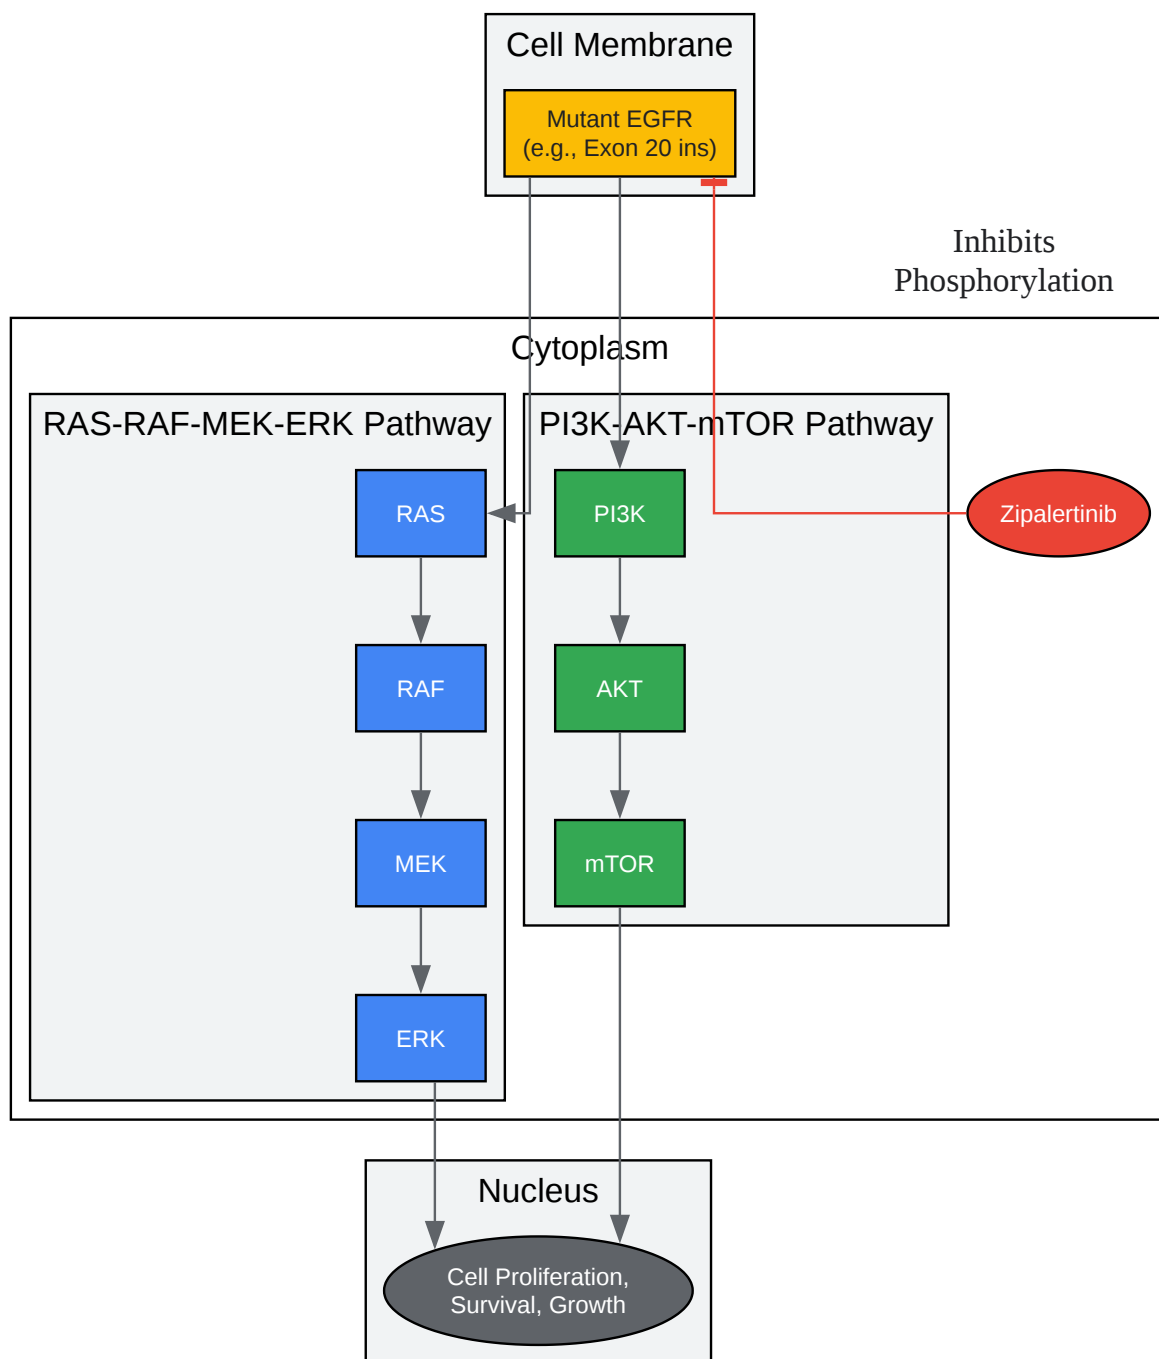 Cell Membrane
Mutant EGFR
(e.g., Exon 20 ins)
Inhibits
Phosphorylation
Cytoplasm
RAS-RAF-MEK-ERK Pathway
PI3K-AKT-mTOR Pathway
RAS
PI3K
Zipalertinib
RAF
AKT
MEK
mTOR
ERK
Nucleus
Cell Proliferation,
Survival, Growth